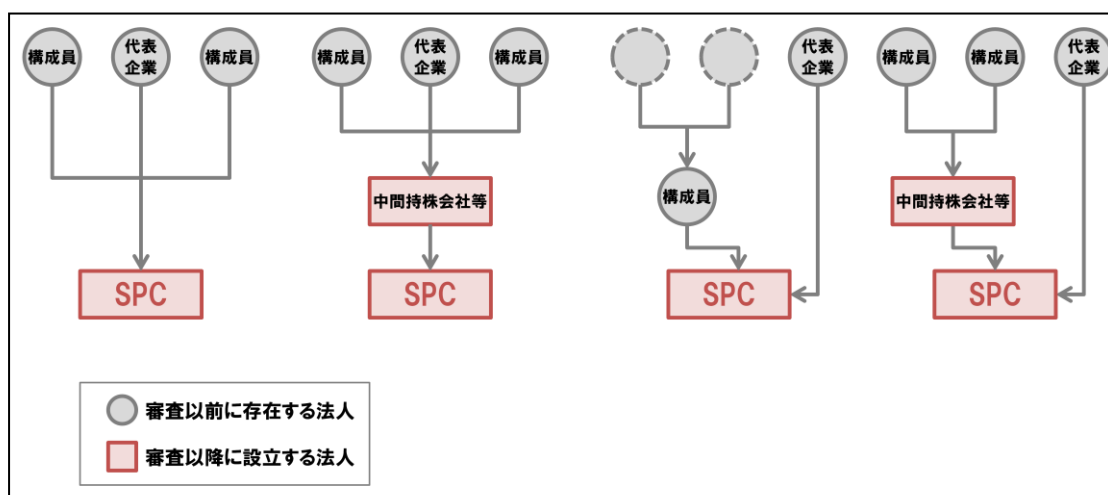 構成員
代表
企業
構成員
構成員
代表
企業
構成員
代表
企業
構成員
構成員
代表
企業
中間持株会社等
構成員
中間持株会社等
SPC
SPC
SPC
SPC
審査以前に存在する法人
審査以降に設立する法人